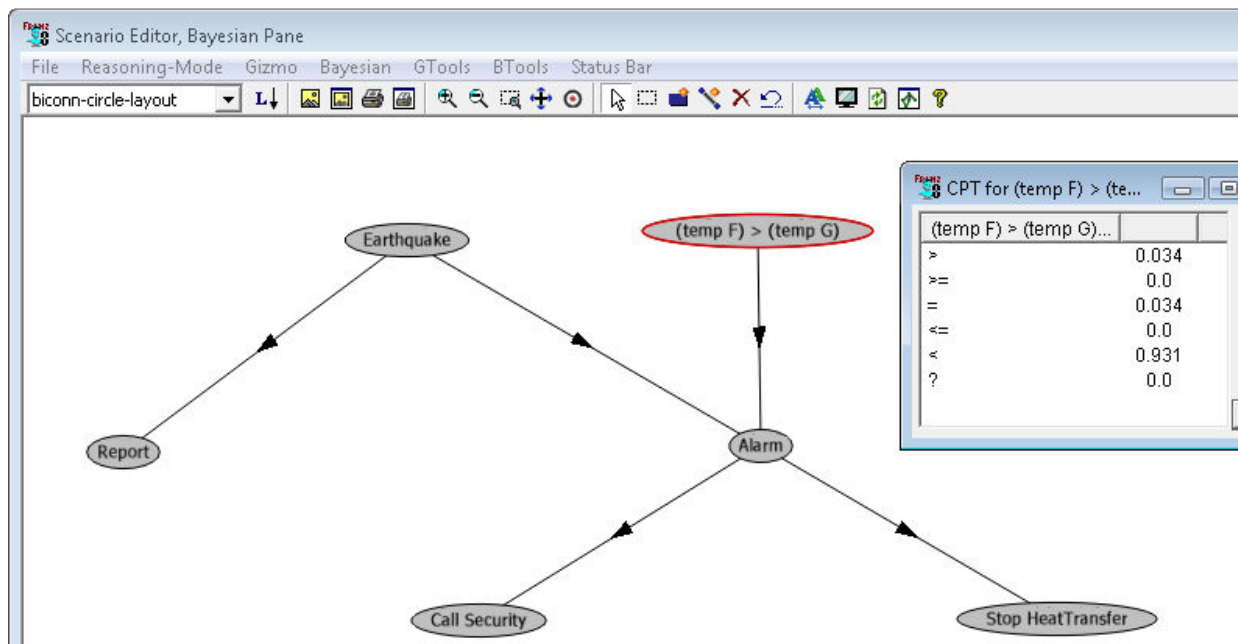 Scenario Editor, Bayesian Pane
File Reasoning-Mode Gizmo Bayesian GTools BTools Status Bar
biconn-circle-layout
L
CPT for (temp F) > (te...
(temp F) > (temp G)...
> 0.034
>= 0.0
= 0.034
<= 0.0
< 0.931
? 0.0
Earthquake
(temp F) > (temp G)
Report
Alarm
Call Security
Stop HeatTransfer